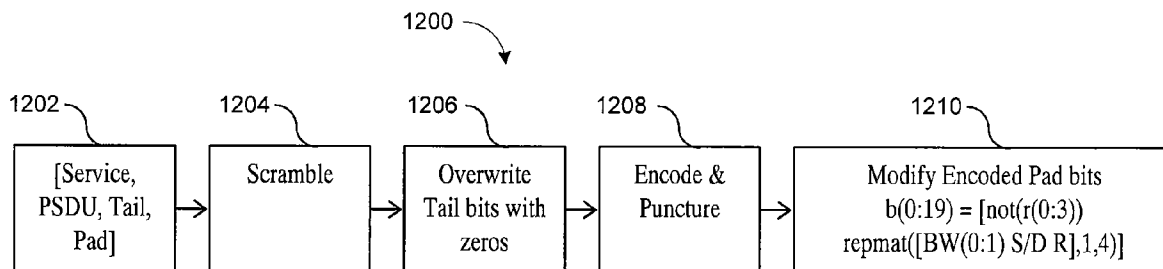 1200
1202
1204
1206
1208
1210
[Service,
PSDU, Tail,
Pad]
Scramble
Overwrite
Tail bits with
zeros
Encode &
Puncture
Modify Encoded Pad bits
b(0:19) = [not(r(0:3))
repmat([BW(0:1) S/D R],1,4)]